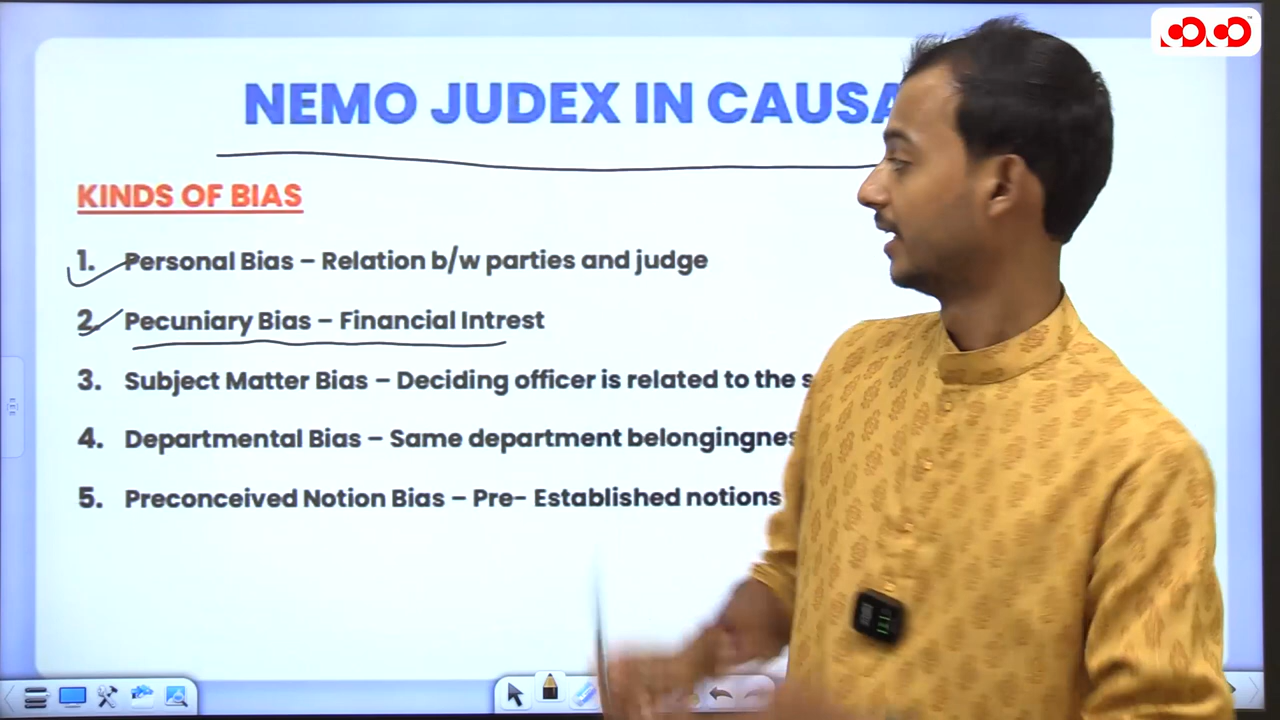 NEMO JUDEX IN CAUSA
KINDS OF BIAS
1. Personal Bias – Relation b/w parties and judge
2. Pecuniary Bias – Financial Intrest
3. Subject Matter Bias – Deciding officer is related to the
4. Departmental Bias – Same department
5. Preconceived Notion Bias – Pre- Established notions